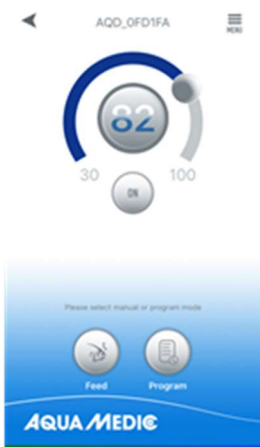 AQD_0FD1FA
MENU
82
30
100
ON
Please select manual or program mode
Feed
Program
AQUA MEDIC